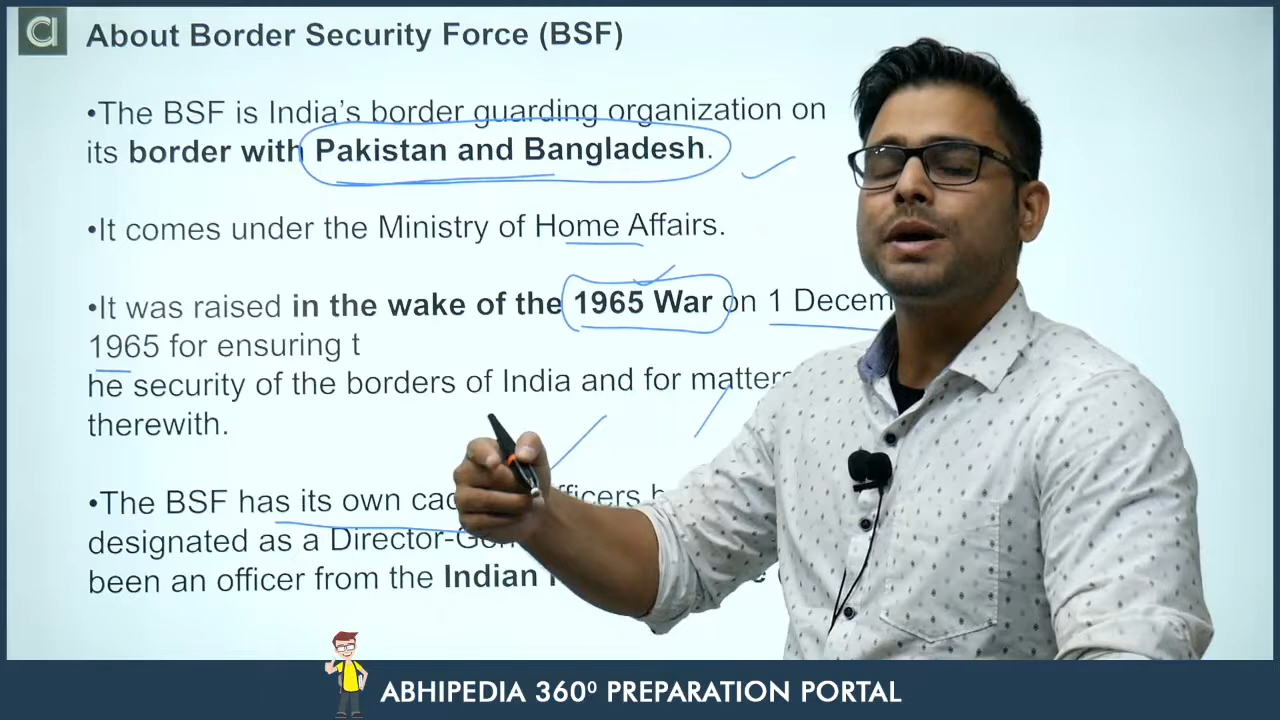 About Border Security Force (BSF)
•The BSF is India's border guarding organization on
its border with Pakistan and Bangladesh.
•It comes under the Ministry of Home Affairs.
•It was raised in the wake of the 1965 War on 1 Decem
1965 for ensuring t
he security of the borders of India and for matters
therewith.
•The BSF has its own cad fficers
designated as a Director-
been an officer from the Indian
ABHIPEDIA 360⁰ PREPARATION PORTAL